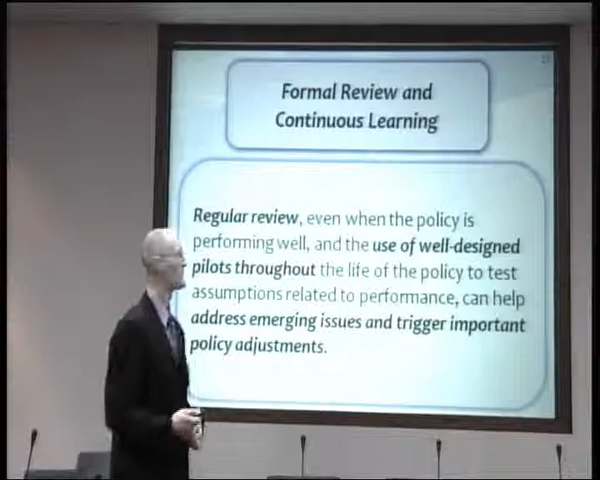 Formal Review and
Continuous Learning
Regular review, even when the policy is
performing well, and the use of well-designed
pilots throughout the life of the policy to test
assumptions related to performance, can help
address emerging issues and trigger important
policy adjustments.